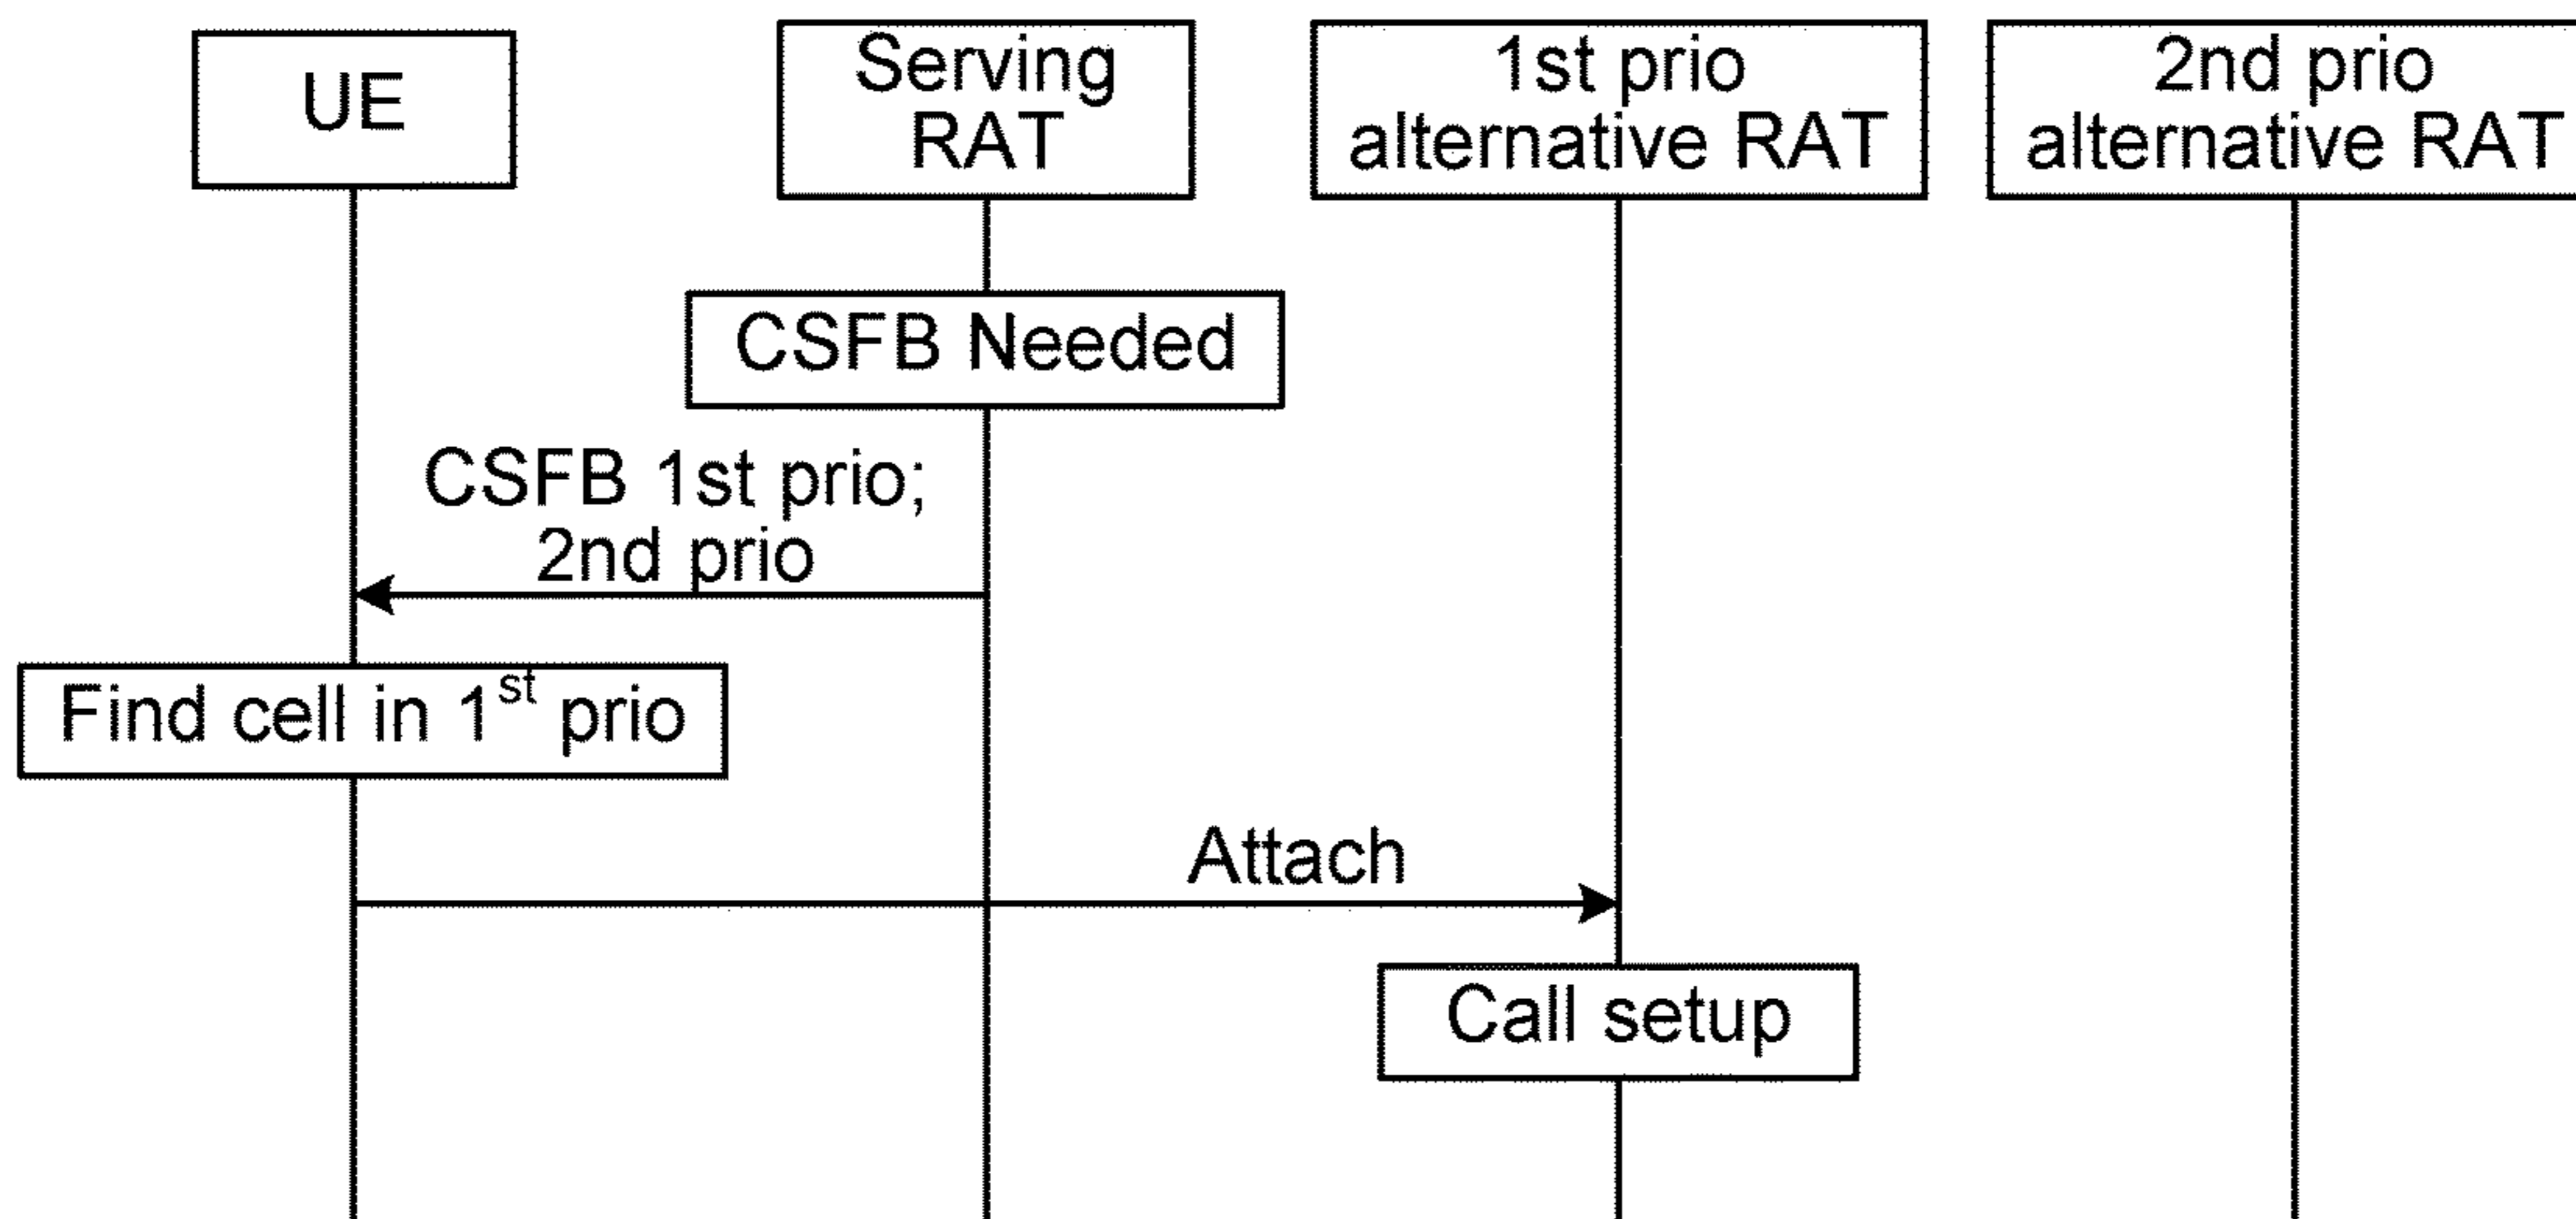 UE
Serving
RAT
1st prio
alternative RAT
2nd prio
alternative RAT
CSFB Needed
CSFB 1st prio;
2nd prio
Find cell in 1st prio
Attach
Call setup